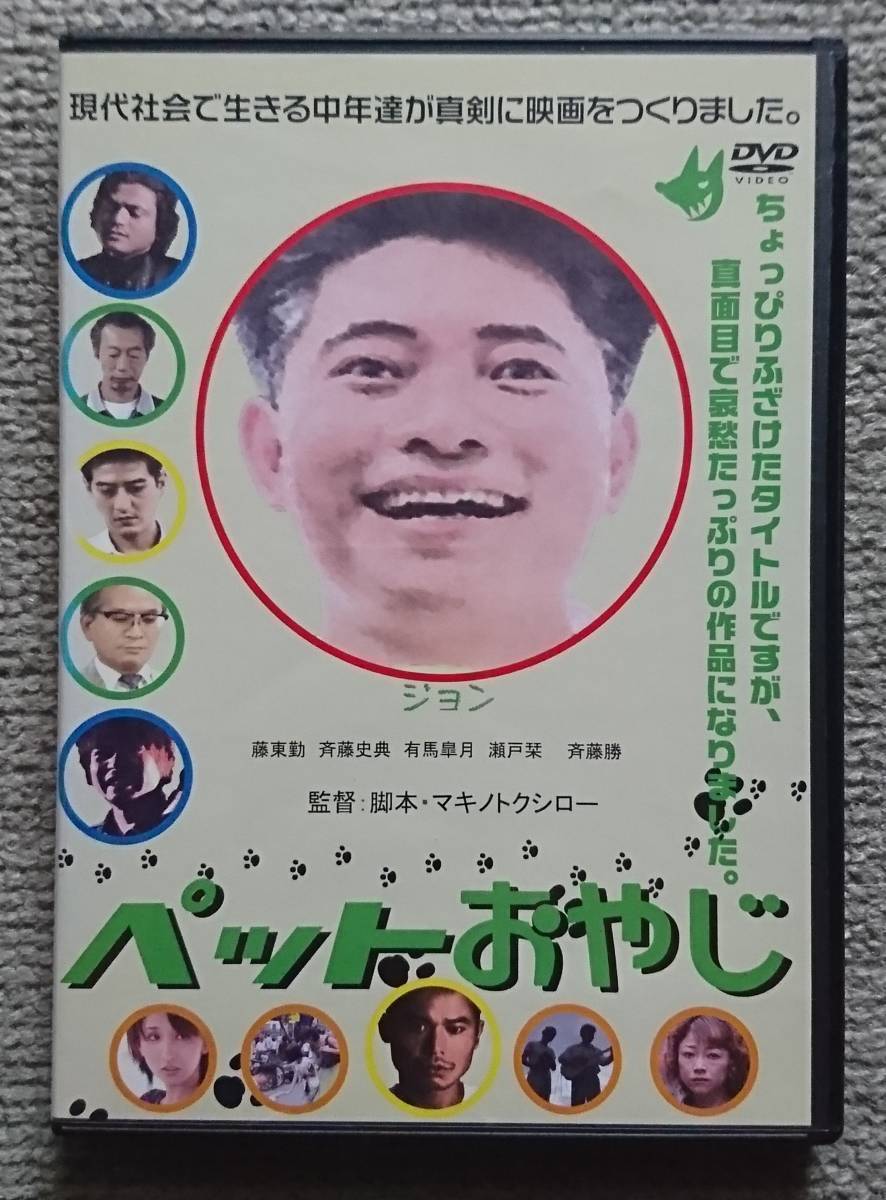 現代社会で生きる中年達が真剣に映画をつくりました。
DVD
VIDEO
ちょっぴりふざけたタイトルですが、
真面目で哀愁たっぷりの作品になりました。
ジョン
藤東勤 斉藤史典 有馬皐月 瀬戸栞 斉藤勝
監督:脚本・マキノトクシロー
ペットおやじ